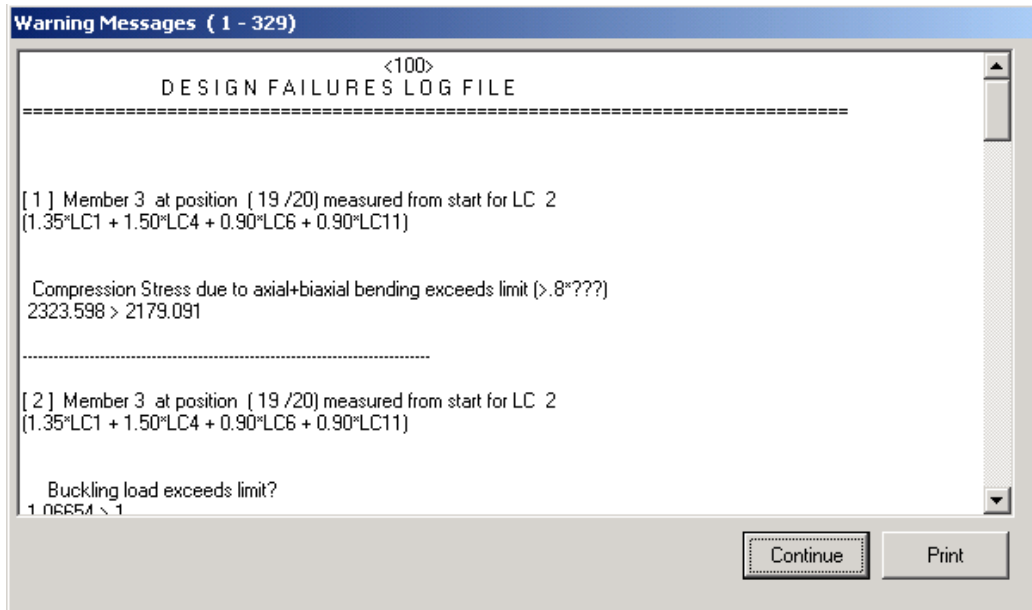 Warning Messages ( 1 - 329)
<100>
D E S I G N F A I L U R E S L O G F I L E
================================================================================
[ 1 ] Member 3 at position ( 19 /20) measured from start for LC 2
(1.35*LC1 + 1.50*LC4 + 0.90*LC6 + 0.90*LC11)
Compression Stress due to axial+biaxial bending exceeds limit (>.8*???)
2323.598 > 2179.091
--------------------------------------------------------------------------------
[ 2 ] Member 3 at position ( 19 /20) measured from start for LC 2
(1.35*LC1 + 1.50*LC4 + 0.90*LC6 + 0.90*LC11)
Buckling load exceeds limit?
1.06654 > 1
Continue
Print